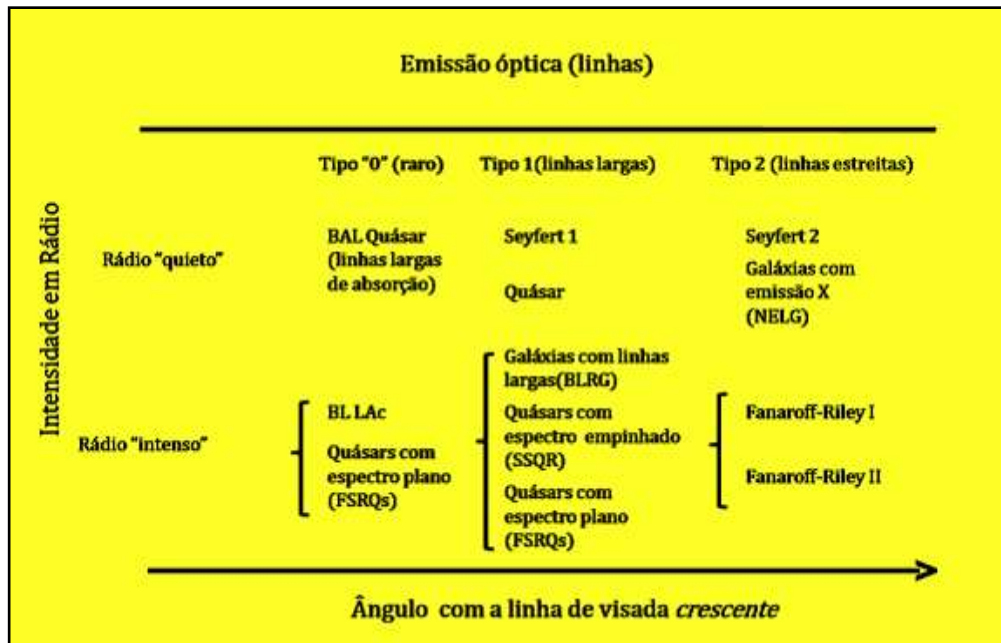 Emissão óptica (linhas)
Tipo "0" (raro)
Tipo 1(linhas largas)
Tipo 2 (linhas estreitas)
Intensidade em Rádio
Rádio "quieto"
BAL Quásar
(linhas largas
de absorção)
Seyfert 1
Quásar
Seyfert 2
Galáxias com
emissão X
(NELG)
Rádio "intenso"
BL LAc
Quásars com
espectro plano
(FSRQs)
Galáxias com linhas
largas(BLRG)
Quásars com
espectro empinhado
(SSQR)
Quásars com
espectro plano
(FSRQs)
Fanaroff-Riley I
Fanaroff-Riley II
Ângulo com a linha de visada crescente